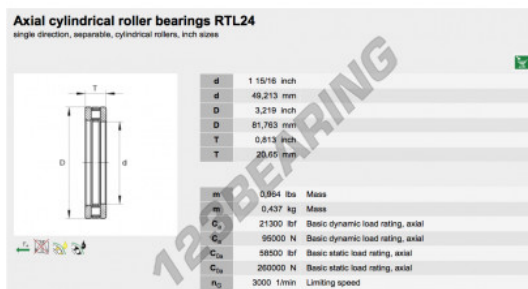 Axial cylindrical roller bearings RTL24
single direction, separable, cylindrical rollers, inch sizes
T
D
d
d 1 15/16 inch
d 49,213 mm
D 3,219 inch
D 81,763 mm
T 0,813 inch
T 20,65 mm
m 0,964 lbs Mass
m 0,437 kg Mass
Ca 21300 lbf Basic dynamic load rating, axial
Ca 95000 N Basic dynamic load rating, axial
C0a 58500 lbf Basic static load rating, axial
C0a 260000 N Basic static load rating, axial
nG 3000 1/min Limiting speed
123BEARING